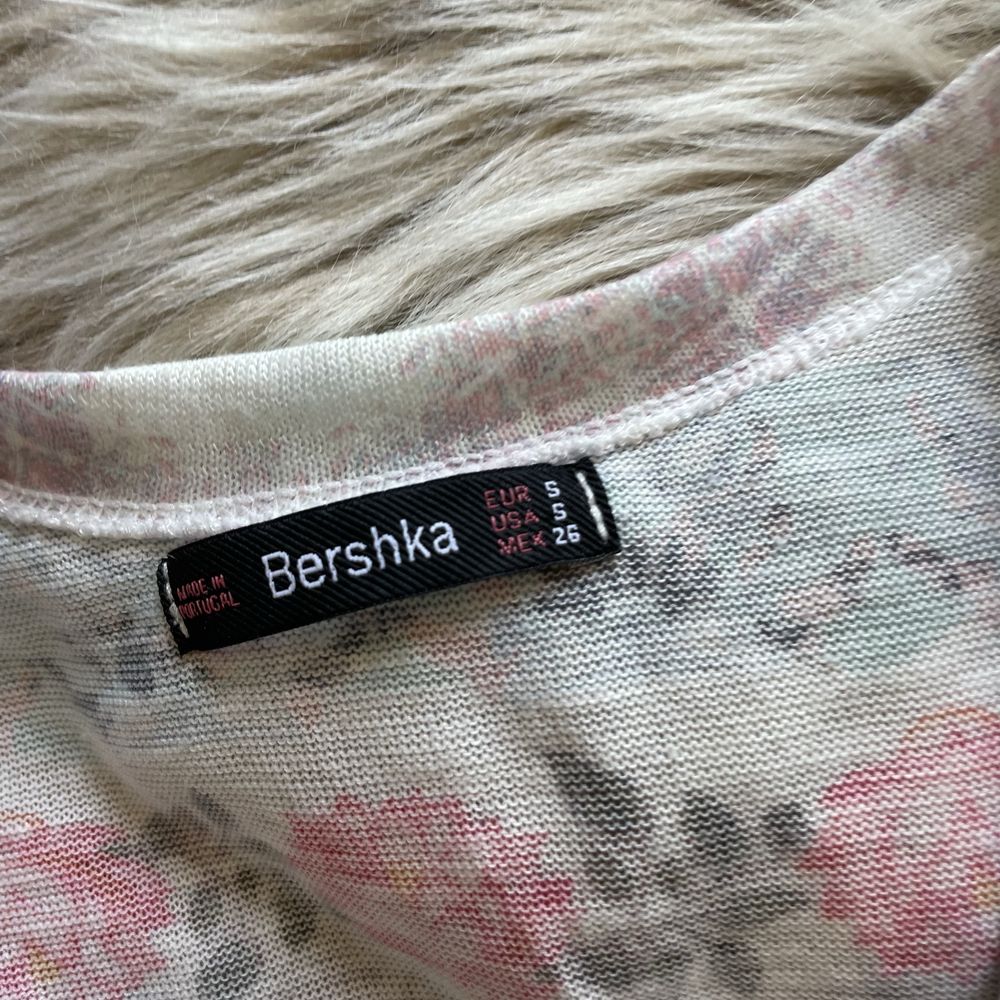 MADE IN
PORTUGAL
Bershka
EUR S
USA S
MEX 26